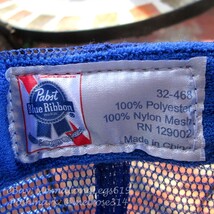 Pabst
Blue Ribbon
32-468
100% Polyester
100% Nylon Mesh
RN 129002
Made in China